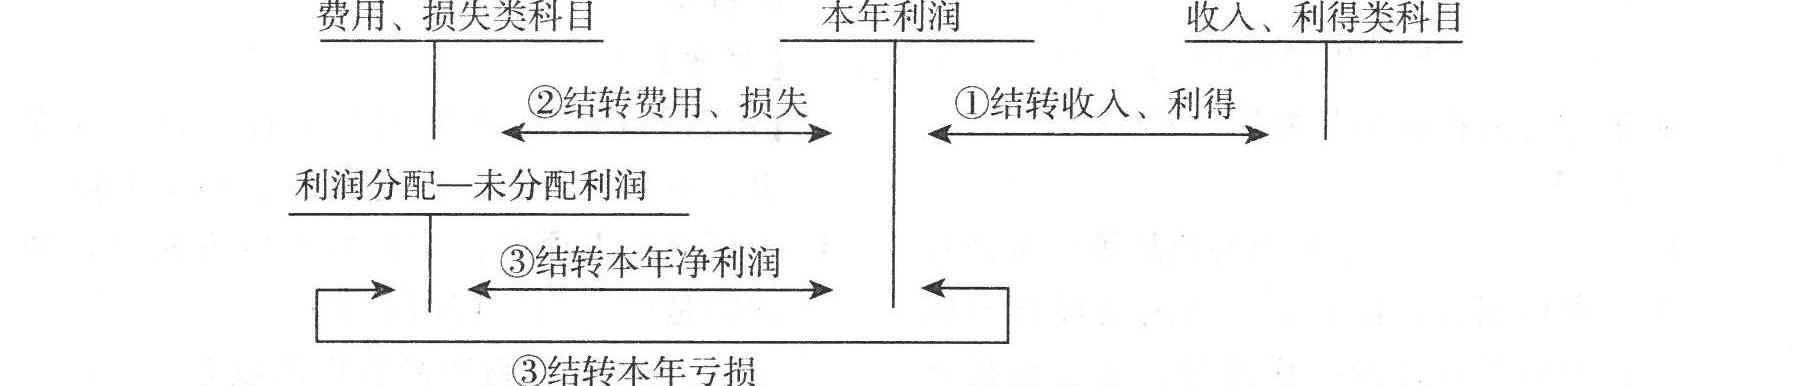 费用、损失类科目
本年利润
收入、利得类科目
②结转费用、损失
①结转收入、利得
利润分配—未分配利润
③结转本年净利润
③结转本年亏损